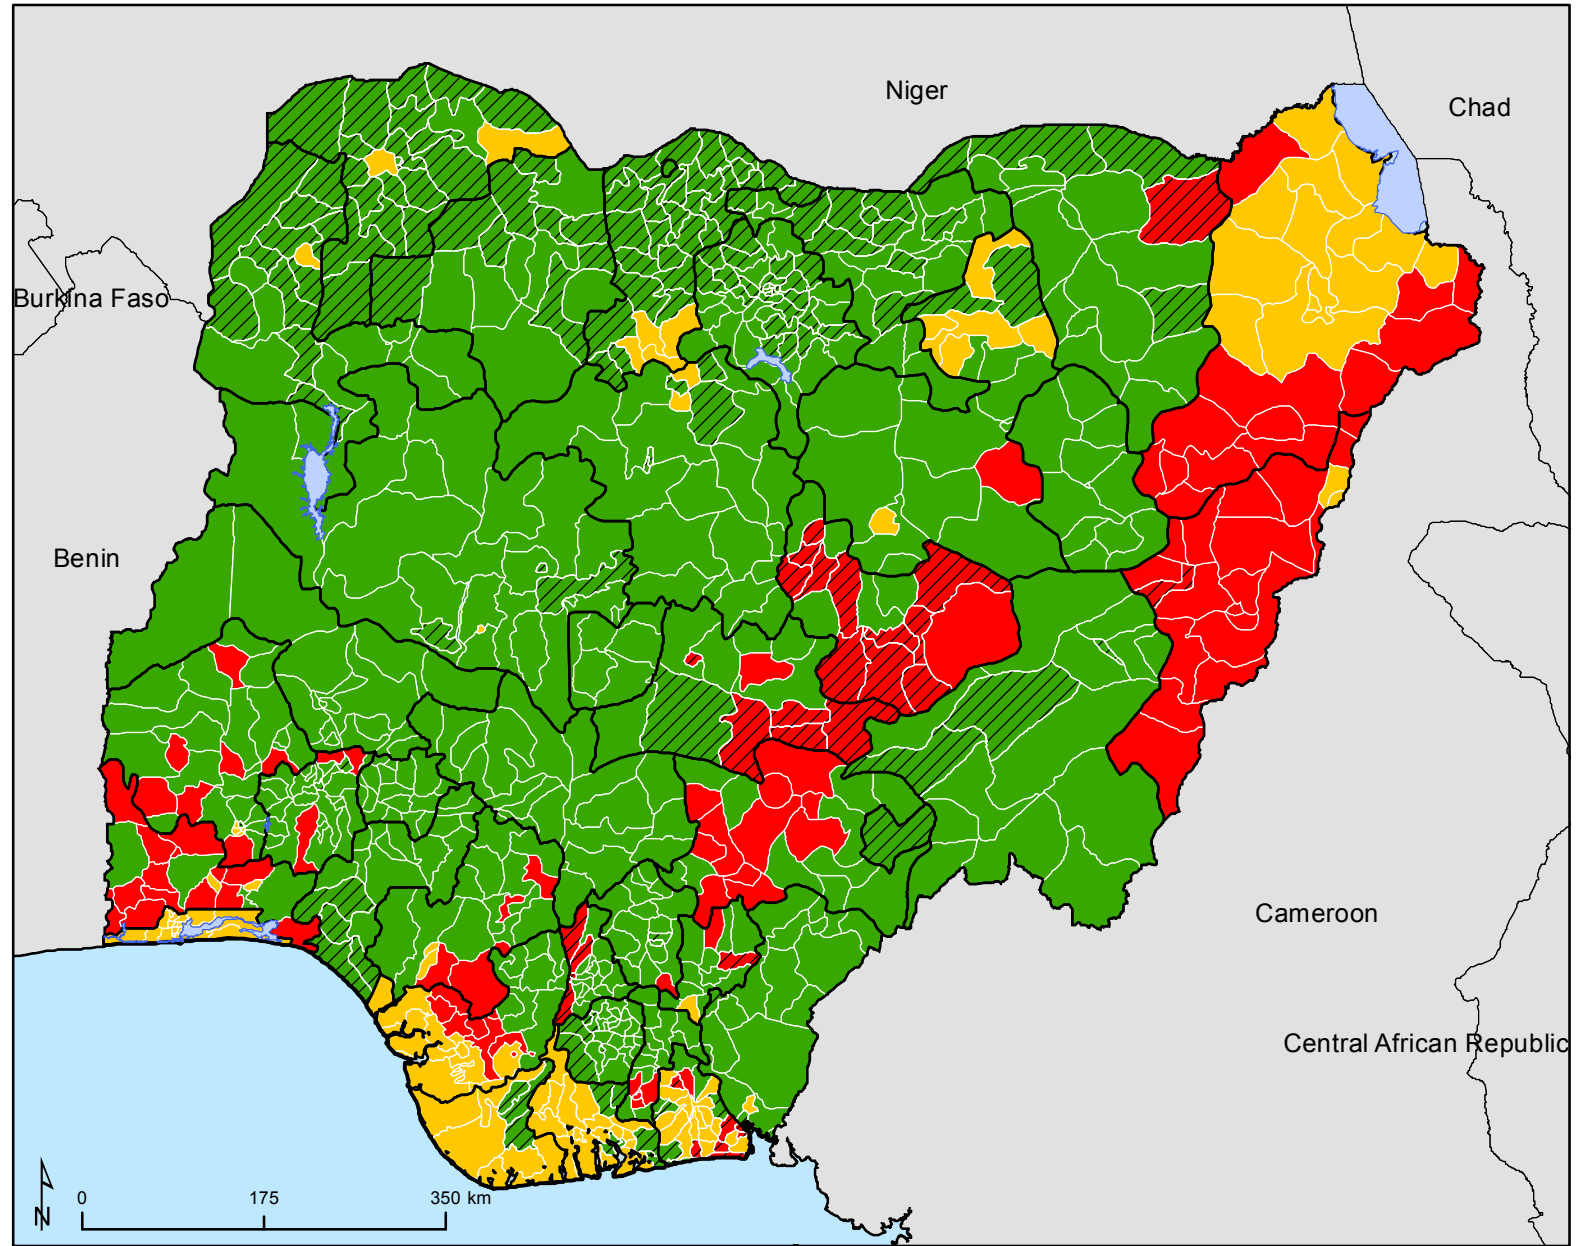 Niger
Chad
Burkina Faso
Benin
Cameroon
Central African Republic
N
0 175 350 km